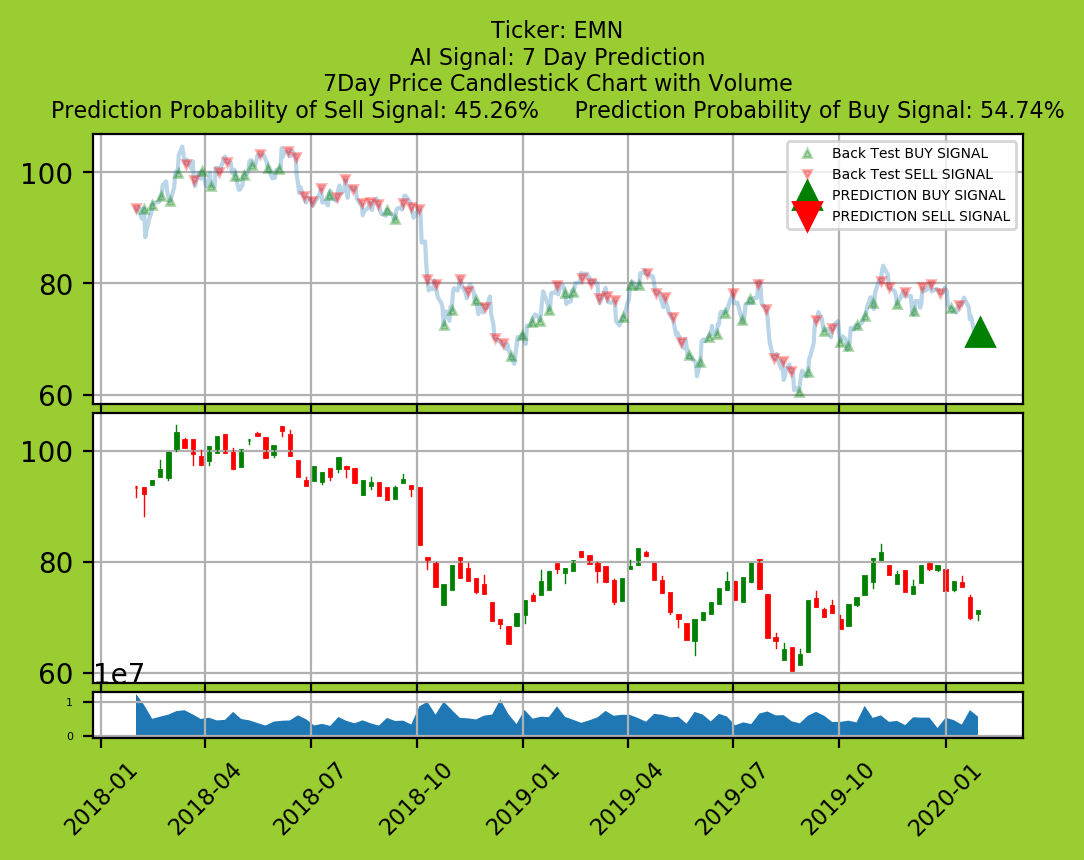 Ticker: EMN
AI Signal: 7 Day Prediction
7Day Price Candlestick Chart with Volume
Prediction Probability of Sell Signal: 45.26%     Prediction Probability of Buy Signal: 54.74%
Back Test BUY SIGNAL
Back Test SELL SIGNAL
PREDICTION BUY SIGNAL
PREDICTION SELL SIGNAL
100
80
60
100
80
60
1e7
1
0
2018-01
2018-04
2018-07
2018-10
2019-01
2019-04
2019-07
2019-10
2020-01